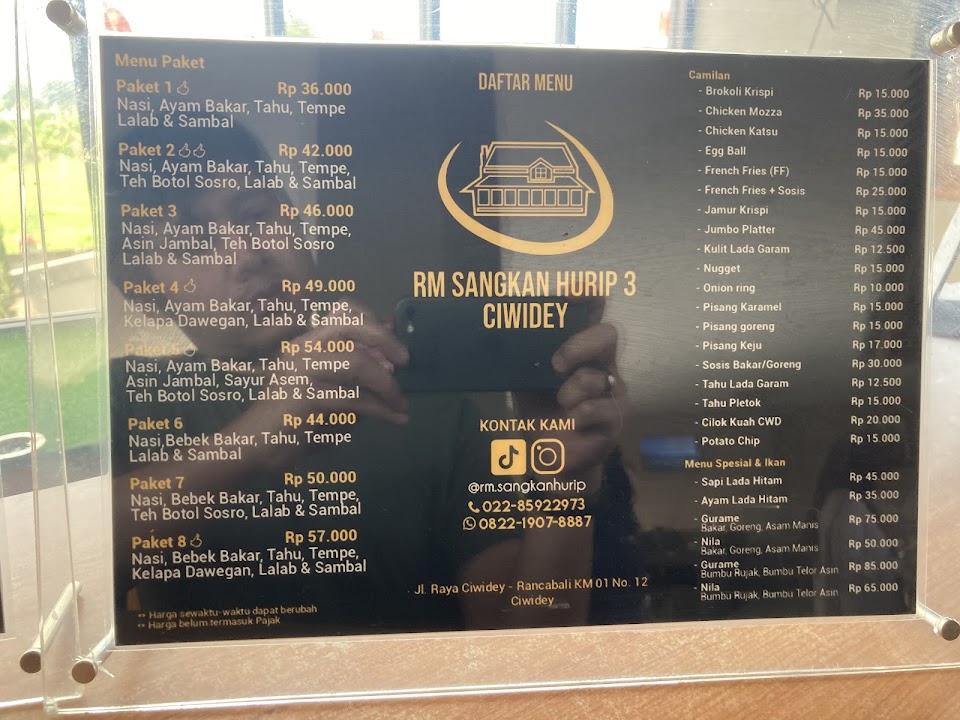 Menu Paket
Paket 1 Rp 36.000
Nasi, Ayam Bakar, Tahu, Tempe
Lalab & Sambal
Paket 2 Rp 42.000
Nasi, Ayam Bakar, Tahu, Tempe,
Teh Botol Sosro, Lalab & Sambal
Paket 3 Rp 46.000
Nasi, Ayam Bakar, Tahu, Tempe,
Asin Jambal, Teh Botol Sosro
Lalab & Sambal
Paket 4 Rp 49.000
Nasi, Ayam Bakar, Tahu, Tempe,
Kelapa Dawegan, Lalab & Sambal
Paket 5 Rp 54.000
Nasi, Ayam Bakar, Tahu, Tempe
Asin Jambal, Sayur Asem,
Teh Botol Sosro, Lalab & Sambal
Paket 6 Rp 44.000
Nasi,Bebek Bakar, Tahu, Tempe
Lalab & Sambal
Paket 7 Rp 50.000
Nasi, Bebek Bakar, Tahu, Tempe,
Teh Botol Sosro, Lalab & Sambal
Paket 8 Rp 57.000
Nasi, Bebek Bakar, Tahu, Tempe,
Kelapa Dawegan, Lalab & Sambal
** Harga sewaktu-waktu dapat berubah
** Harga belum termasuk Pajak
DAFTAR MENU
RM SANGKAN HURIP 3
CIWIDEY
KONTAK KAMI
@rm.sangkanhurip
022-85922973
0822-1907-8887
Jl. Raya Ciwidey - Rancabali KM 01 No. 12
Ciwidey
Camilan
- Brokoli Krispi Rp 15.000
- Chicken Mozza Rp 35.000
- Chicken Katsu Rp 15.000
- Egg Ball Rp 15.000
- French Fries (FF) Rp 15.000
- French Fries + Sosis Rp 25.000
- Jamur Krispi Rp 15.000
- Jumbo Platter Rp 45.000
- Kulit Lada Garam Rp 12.500
- Nugget Rp 15.000
- Onion ring Rp 10.000
- Pisang Karamel Rp 15.000
- Pisang goreng Rp 15.000
- Pisang Keju Rp 17.000
- Sosis Bakar/Goreng Rp 30.000
- Tahu Lada Garam Rp 12.500
- Tahu Pletok Rp 15.000
- Cilok Kuah CWD Rp 20.000
- Potato Chip Rp 15.000
Menu Spesial & Ikan
- Sapi Lada Hitam Rp 45.000
- Ayam Lada Hitam Rp 35.000
- Gurame Rp 75.000
Bakar, Goreng, Asam Manis
- Nila Rp 50.000
Bakar, Goreng, Asam Manis
- Gurame Rp 85.000
Bumbu Rujak, Bumbu Telor Asin
- Nila Rp 65.000
Bumbu Rujak, Bumbu Telor Asin